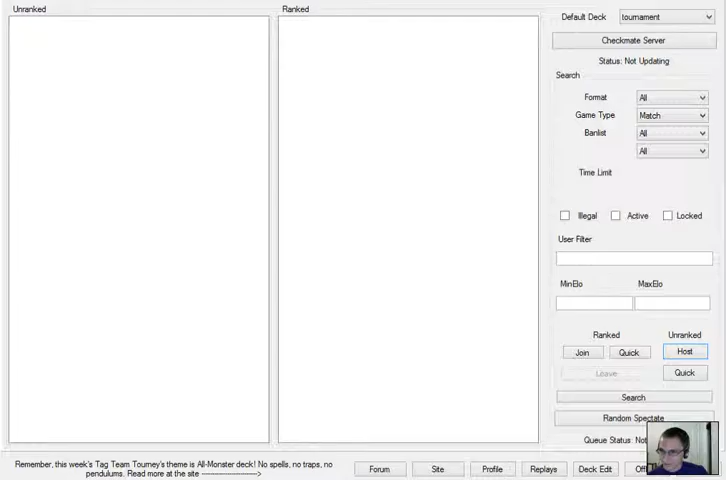 Unranked
Ranked
Default Deck
tournament
Checkmate Server
Status: Not Updating
Search
Format
All
Game Type
Match
Banlist
All
All
Time Limit
Illegal
Active
Locked
User Filter
MinElo
MaxElo
Ranked
Unranked
Join
Quick
Host
Leave
Quick
Search
Random Spectate
Queue Status: Not
Remember, this week's Tag Team Tourney's theme is All-Monster deck! No spells, no traps, no
pendulums. Read more at the site ------------------->
Forum
Site
Profile
Replays
Deck Edit